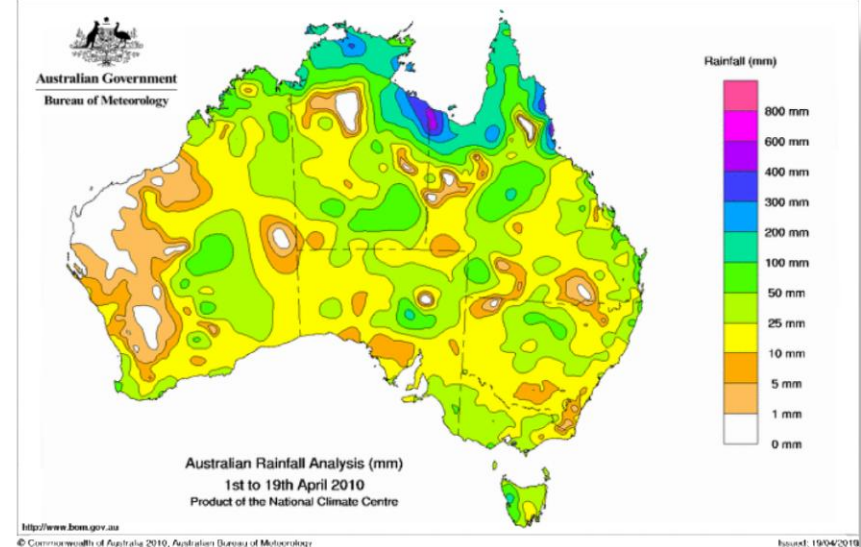 Australian Government
Bureau of Meteorology
Rainfall (mm)
800 mm
600 mm
400 mm
300 mm
200 mm
100 mm
50 mm
25 mm
10 mm
5 mm
1 mm
0 mm
Australian Rainfall Analysis (mm)
1st to 19th April 2010
Product of the National Climate Centre
http://www.bom.gov.au
© Commonwealth of Australia 2010, Australian Bureau of Meteorology
Issued: 19/04/2010